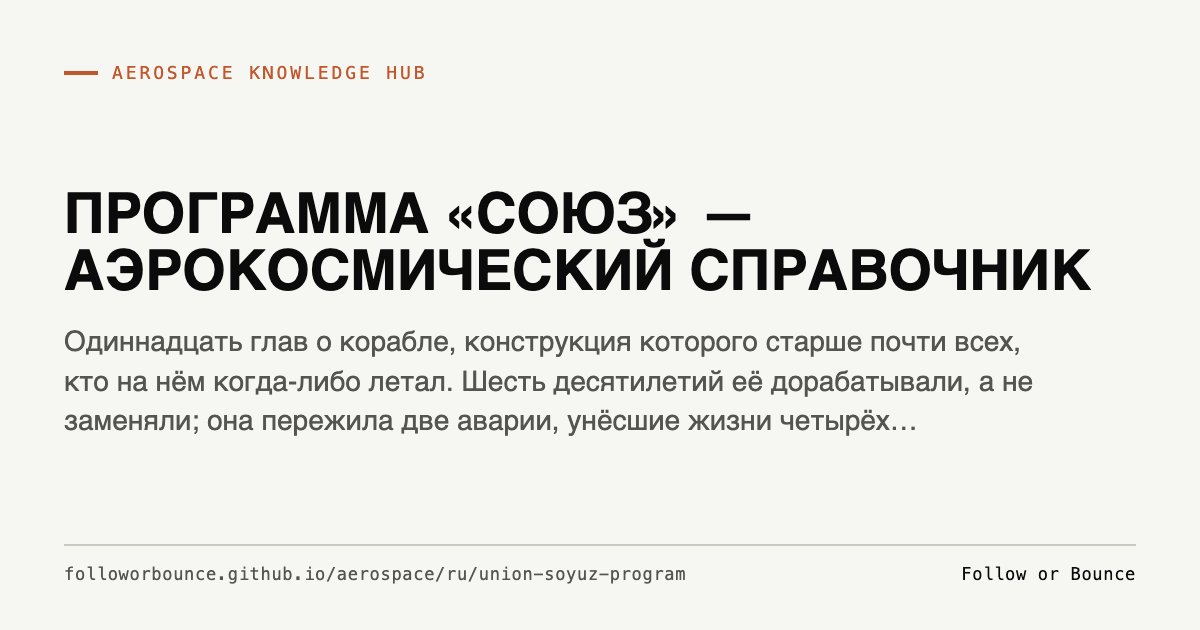 AEROSPACE KNOWLEDGE HUB
ПРОГРАММА «СОЮЗ» —
АЭРОКОСМИЧЕСКИЙ СПРАВОЧНИК
Одиннадцать глав о корабле, конструкция которого старше почти всех,
кто на нём когда-либо летал. Шесть десятилетий её дорабатывали, а не
заменяли; она пережила две аварии, унёсшие жизни четырёх…
followorbounce.github.io/aerospace/ru/union-soyuz-program
Follow or Bounce